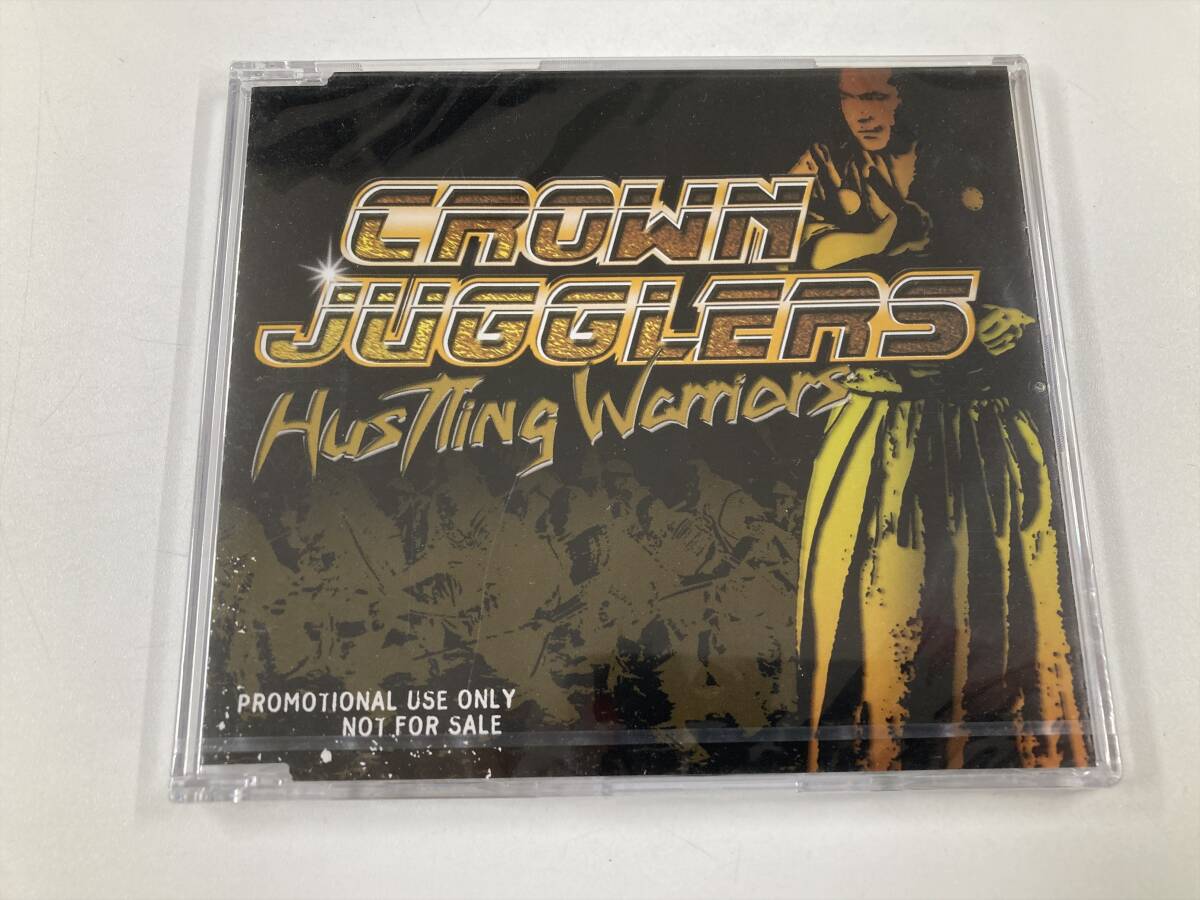 CROWN
JUGGLERS
Hustling Warriors
PROMOTIONAL USE ONLY
NOT FOR SALE